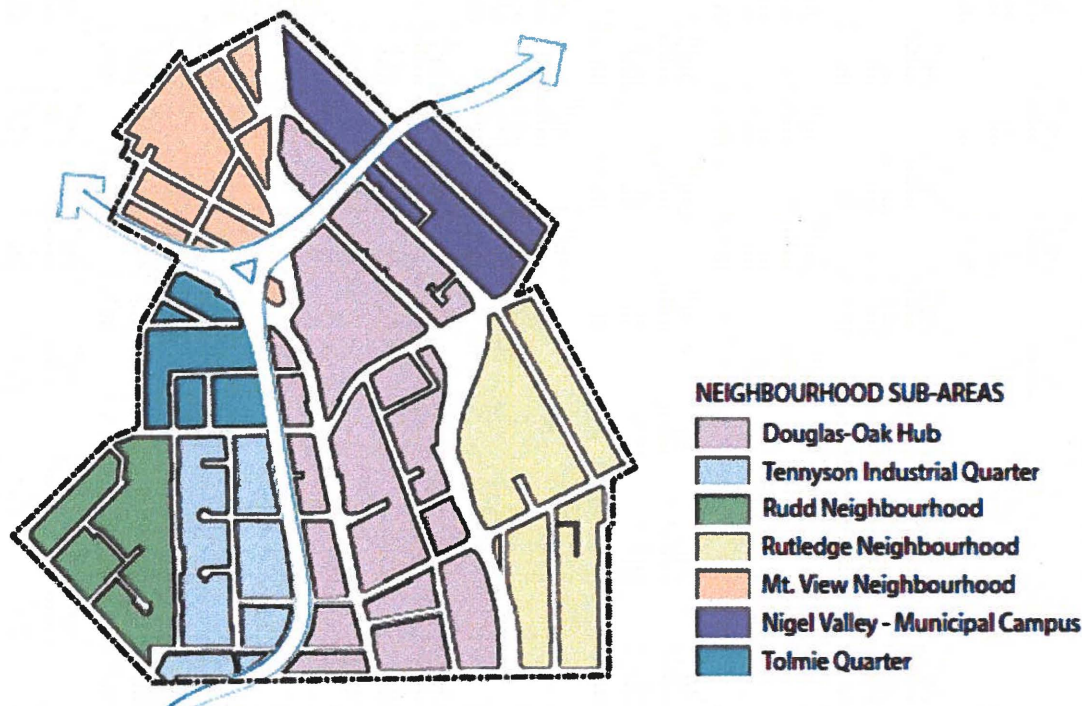 NEIGHBOURHOOD SUB-AREAS
Douglas-Oak Hub
Tennyson Industrial Quarter
Rudd Neighbourhood
Rutledge Neighbourhood
Mt. View Neighbourhood
Nigel Valley - Municipal Campus
Tolmie Quarter